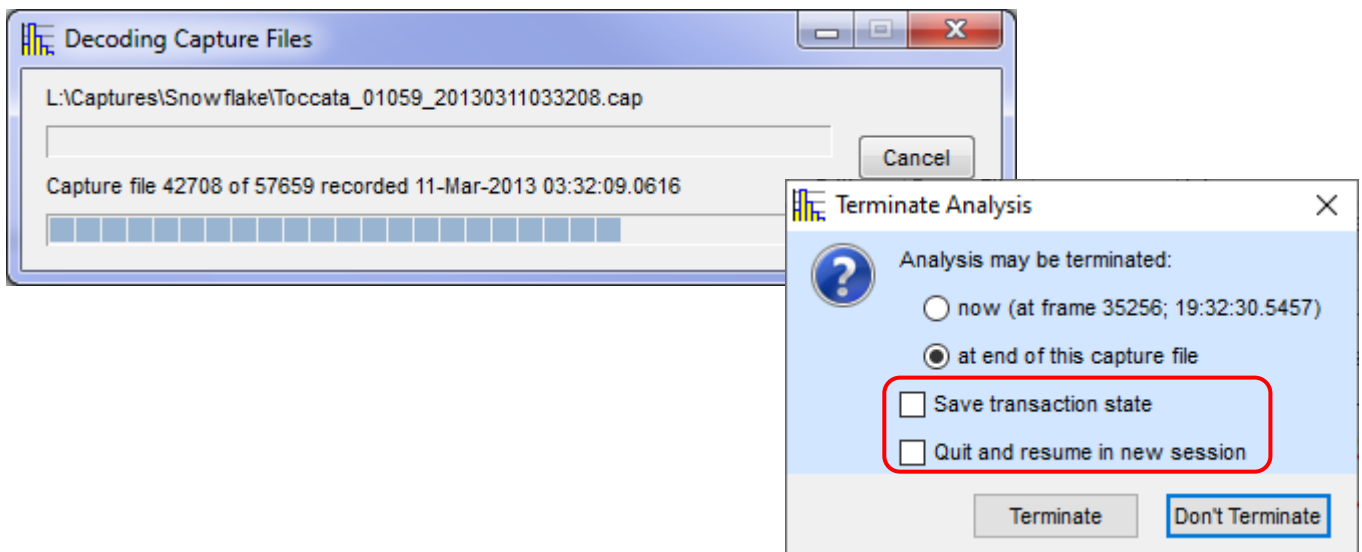 Decoding Capture Files
L:\Captures\Snowflake\Toccata_01059_20130311033208.cap
Cancel
Capture file 42708 of 57659 recorded 11-Mar-2013 03:32:09.0616
Terminate Analysis
Analysis may be terminated:
now (at frame 35256; 19:32:30.5457)
at end of this capture file
Save transaction state
Quit and resume in new session
Terminate
Don't Terminate